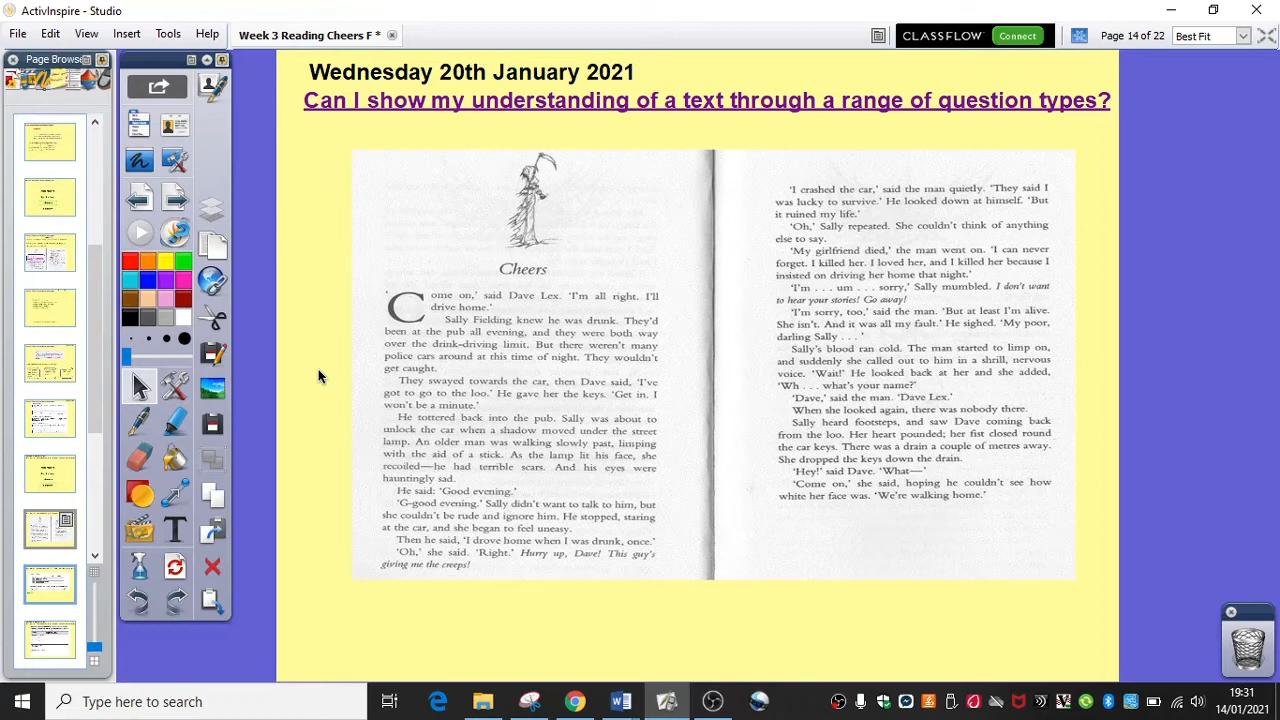 ActivInspire - Studio
File Edit View Insert Tools Help
Week 3 Reading Cheers F *
CLASSFLOW Connect
Page 14 of 22
Best Fit
Page Browse
Wednesday 20th January 2021
Can I show my understanding of a text through a range of question types?
Cheers
'Come on,' said Dave Lex. 'I'm all right. I'll
drive home.'
Sally Fielding knew he was drunk. They'd
been at the pub all evening, and they were both way
over the drink-driving limit. But there weren't many
police cars around at this time of night. They wouldn't
get caught.
They swayed towards the car, then Dave said, 'I've
got to go to the loo.' He gave her the keys. 'Get in. I
won't be a minute.'
He tottered back into the pub. Sally was about to
unlock the car when a shadow moved under the street
lamp. An older man was walking slowly past, limping
with the aid of a stick. As the lamp lit his face, she
recoiled—he had terrible scars. And his eyes were
hauntingly sad.
He said: 'Good evening.'
'G-good evening.' Sally didn't want to talk to him, but
she couldn't be rude and ignore him. He stopped, staring
at the car, and she began to feel uneasy.
Then he said, 'I drove home when I was drunk, once.'
'Oh,' she said. 'Right.' Hurry up, Dave! This guy's
giving me the creeps!
'I crashed the car,' said the man quietly. 'They said I
was lucky to survive.' He looked down at himself. 'But
it ruined my life.'
'Oh,' Sally repeated. She couldn't think of anything
else to say.
'My girlfriend died,' the man went on. 'I can never
forget. I killed her. I loved her, and I killed her because I
insisted on driving her home that night.'
'I'm . . . um . . . sorry,' Sally mumbled. I don't want
to hear your stories! Go away!
'I'm sorry, too,' said the man. 'But at least I'm alive.
She isn't. And it was all my fault.' He sighed. 'My poor,
darling Sally . . . '
Sally's blood ran cold. The man started to limp on,
and suddenly she called out to him in a shrill, nervous
voice. 'Wait!' He looked back at her and she added,
'Wh . . . what's your name?'
'Dave,' said the man. 'Dave Lex.'
When she looked again, there was nobody there.
Sally heard footsteps, and saw Dave coming back
from the loo. Her heart pounded; her fist closed round
the car keys. There was a drain a couple of metres away.
She dropped the keys down the drain.
'Hey!' said Dave. 'What—'
'Come on,' she said, hoping he couldn't see how
white her face was. 'We're walking home.'
Type here to search
19:31
14/01/2021